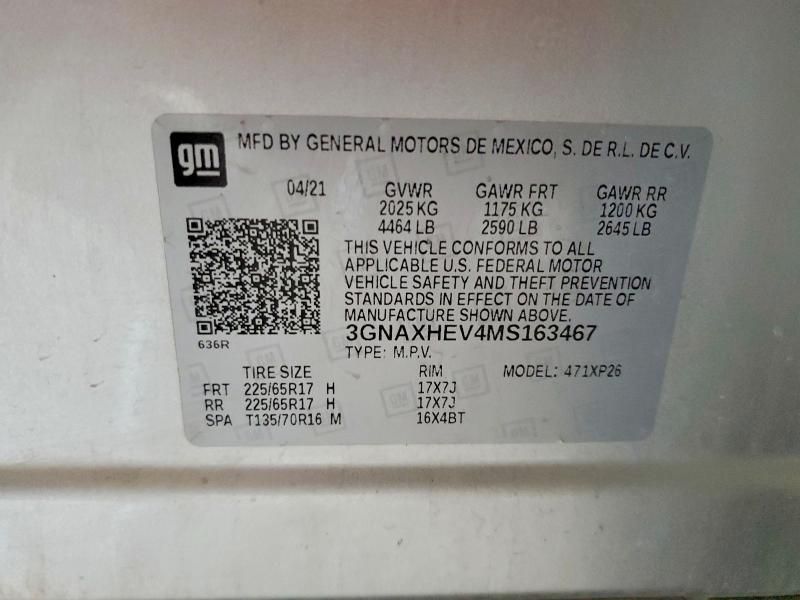 gm
MFD BY GENERAL MOTORS DE MEXICO, S. DE R.L. DE C.V.
04/21 GVWR GAWR FRT GAWR RR
2025 KG 1175 KG 1200 KG
4464 LB 2590 LB 2645 LB
THIS VEHICLE CONFORMS TO ALL
APPLICABLE U.S. FEDERAL MOTOR
VEHICLE SAFETY AND THEFT PREVENTION
STANDARDS IN EFFECT ON THE DATE OF
MANUFACTURE SHOWN ABOVE.
3GNAXHEV4MS163467
636R
TYPE: M.P.V.
TIRE SIZE RIM MODEL: 471XP26
FRT 225/65R17 H 17X7J
RR 225/65R17 H 17X7J
SPA T135/70R16 M 16X4BT